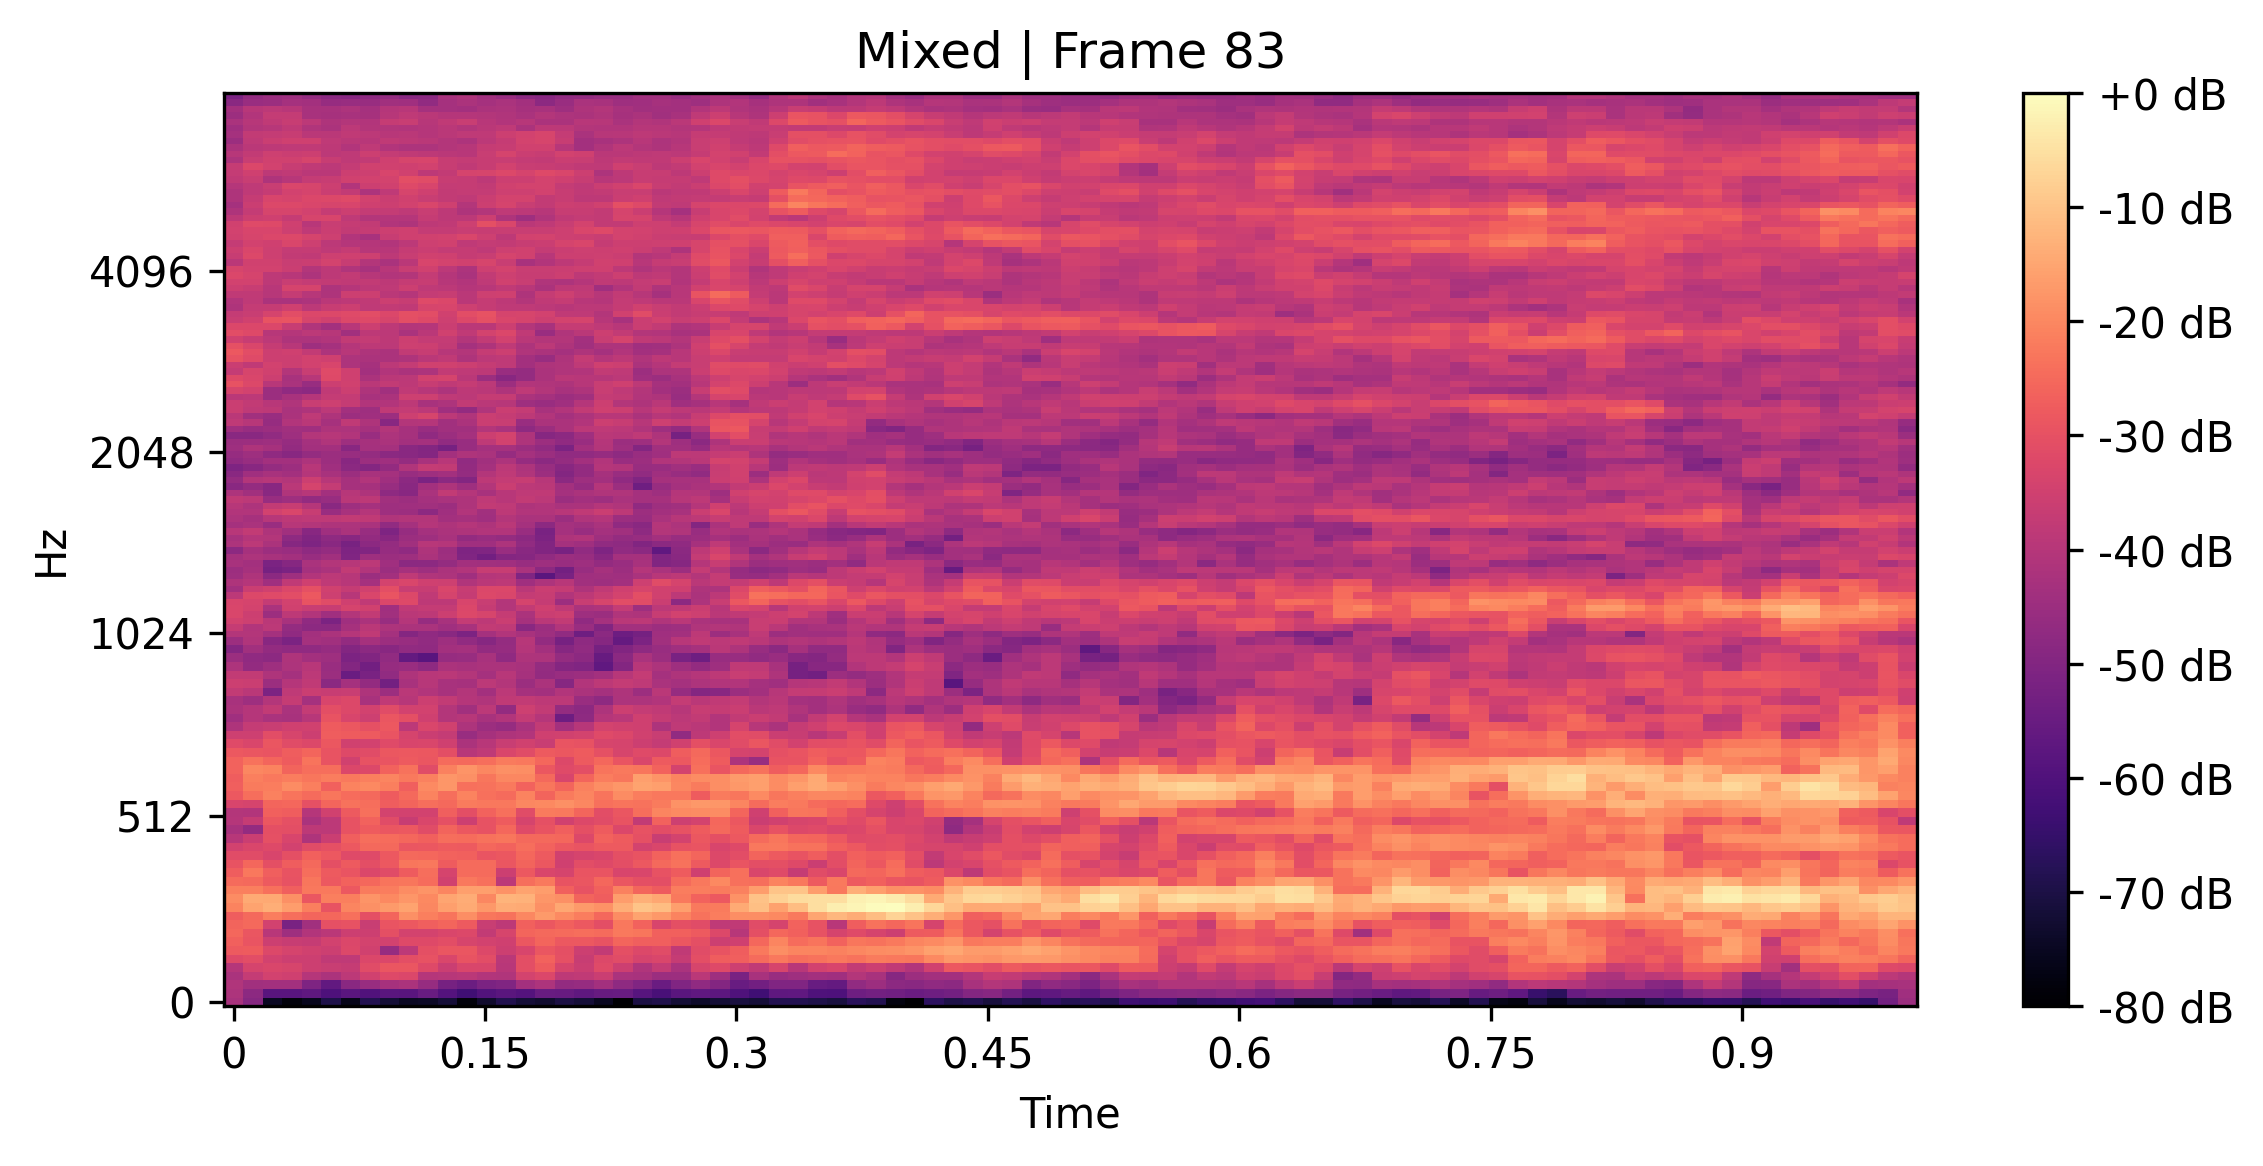 Mixed | Frame 83
+0 dB
-10 dB
-20 dB
-30 dB
-40 dB
-50 dB
-60 dB
-70 dB
-80 dB
Hz
4096
2048
1024
512
0
0 0.15 0.3 0.45 0.6 0.75 0.9
Time